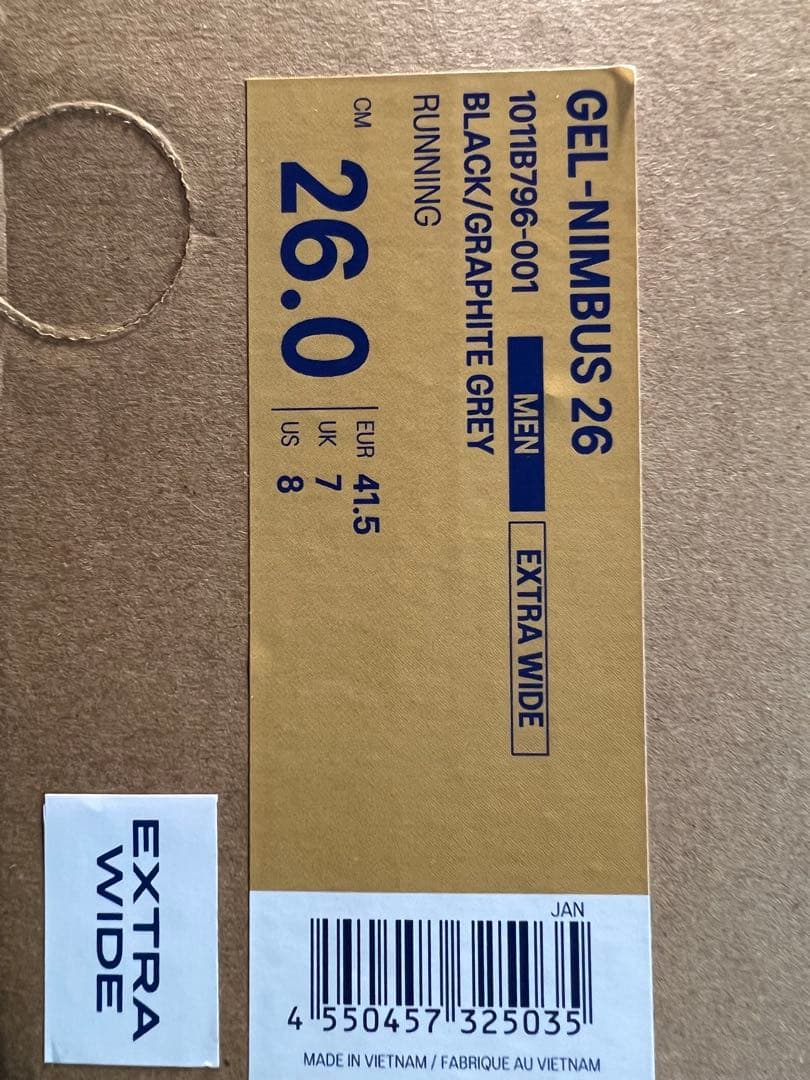 GEL-NIMBUS 26
1011B796-001 MEN EXTRA WIDE
BLACK/GRAPHITE GREY
RUNNING
CM 26.0
EUR 41.5
UK 7
US 8
JAN
4 550457 325035
MADE IN VIETNAM / FABRIQUE AU VIETNAM
EXTRA
WIDE